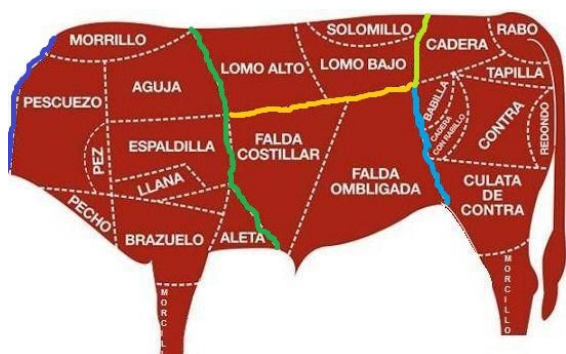 MORRILLO
SOLOMILLO
RABO
CADERA
LOMO ALTO
LOMO BAJO
TAPILLA
AGUJA
PESCUEZO
BABILLA
CADERA
CON RABILLO
CONTRA
REDONDO
PEZ
ESPALDILLA
FALDA
COSTILLAR
LLANA
FALDA
OMBLIGADA
CULATA
DE
CONTRA
PECHO
BRAZUELO
ALETA
MORCILLO
MORCILLO